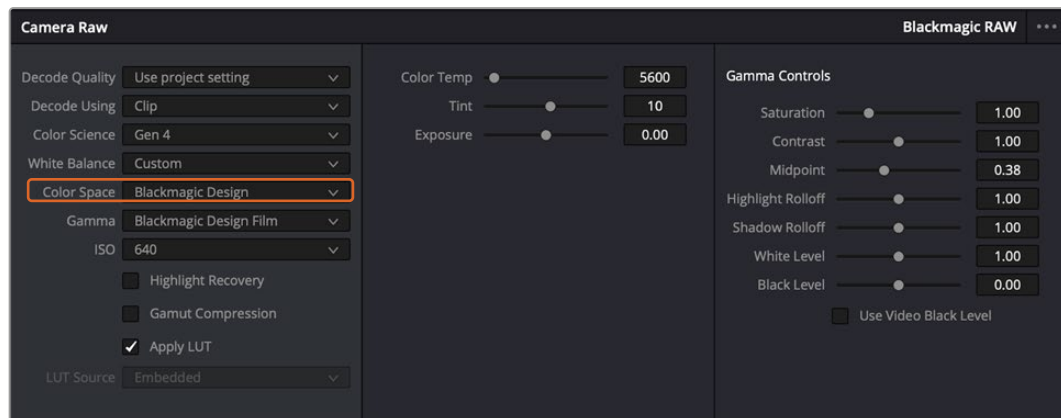 Camera Raw Blackmagic RAW
Decode Quality Use project setting
Decode Using Clip
Color Science Gen 4
White Balance Custom
Color Space Blackmagic Design
Gamma Blackmagic Design Film
ISO 640
Highlight Recovery
Gamut Compression
Apply LUT
LUT Source Embedded
Color Temp 5600
Tint 10
Exposure 0.00
Gamma Controls
Saturation 1.00
Contrast 1.00
Midpoint 0.38
Highlight Rolloff 1.00
Shadow Rolloff 1.00
White Level 1.00
Black Level 0.00
Use Video Black Level